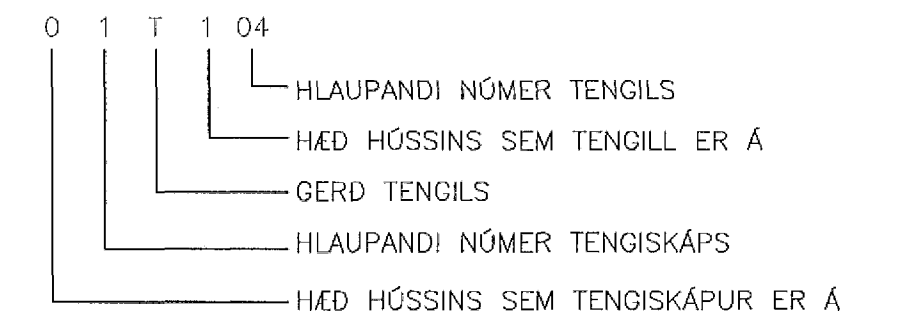 0 1 T 1 04
HLAUPANDI NÚMER TENGILS
HÆÐ HÚSSINS SEM TENGILL ER Á
GERÐ TENGILS
HLAUPANDI NÚMER TENGISKÁPS
HÆÐ HÚSSINS SEM TENGISKÁPUR ER Á